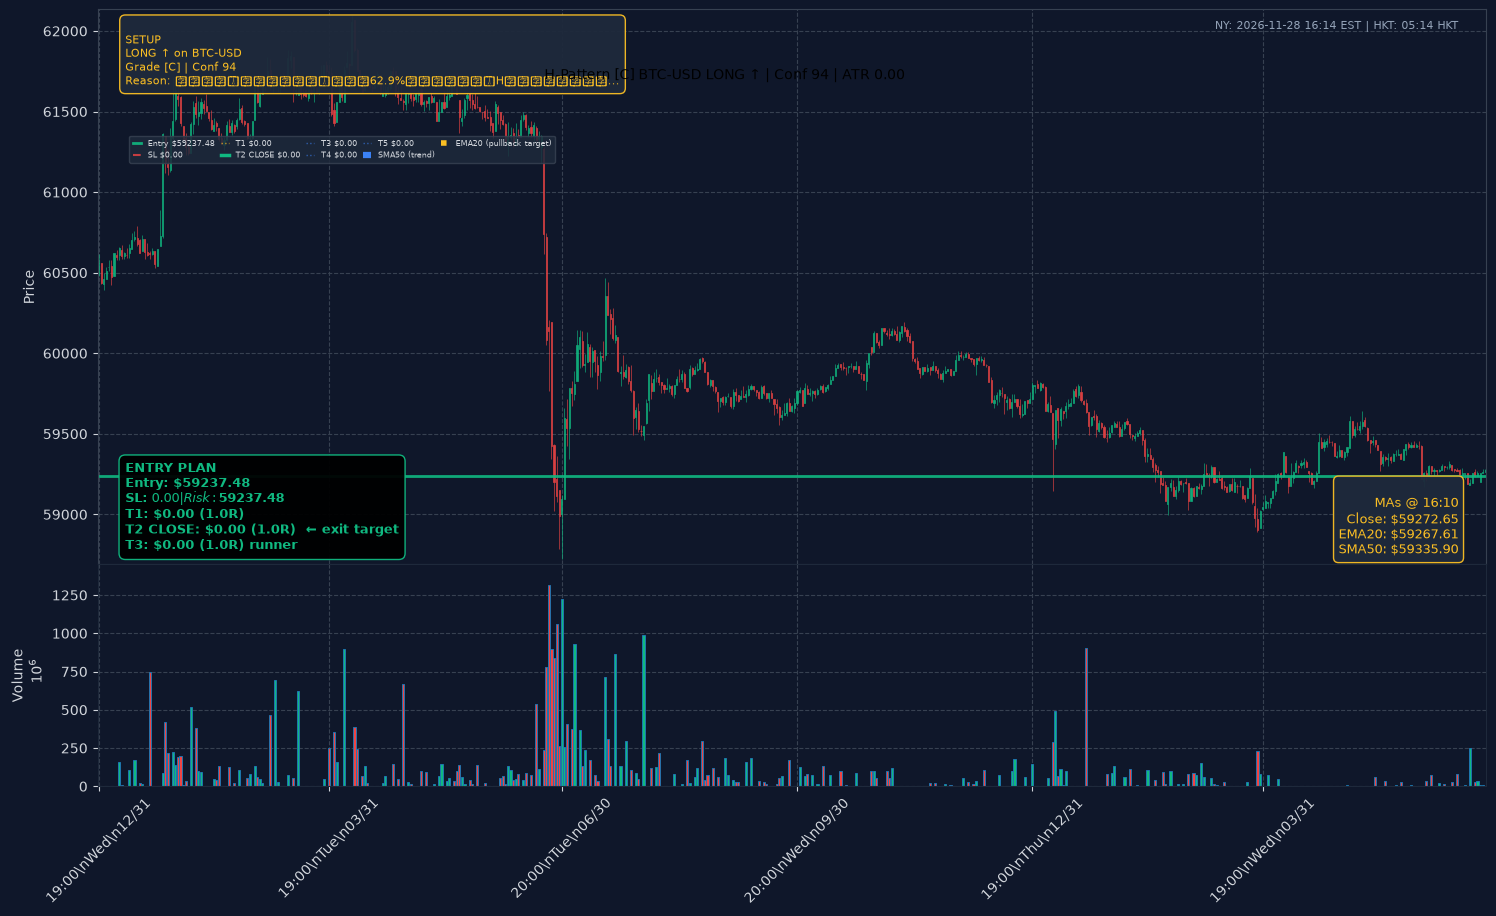 NY: 2026-11-28 16:14 EST | HKT: 05:14 HKT
SETUP
LONG ↑ on BTC-USD
Grade [C] | Conf 94
Reason: 62.9% H ...
H-Pattern [C] BTC-USD LONG ↑ | Conf 94 | ATR 0.00
Entry $59237.48
SL $0.00
T1 $0.00
T2 CLOSE $0.00
T3 $0.00
T4 $0.00
T5 $0.00
SMA50 (trend)
EMA20 (pullback target)
Price
62000
61500
61000
60500
60000
59500
59000
ENTRY PLAN
Entry: $59237.48
SL: 0.00|Risk:59237.48
T1: $0.00 (1.0R)
T2 CLOSE: $0.00 (1.0R) ← exit target
T3: $0.00 (1.0R) runner
MAs @ 16:10
Close: $59272.65
EMA20: $59267.61
SMA50: $59335.90
Volume
10⁶
1250
1000
750
500
250
0
19:00\nWed\n12/31
19:00\nTue\n03/31
20:00\nTue\n06/30
20:00\nWed\n09/30
19:00\nThu\n12/31
19:00\nWed\n03/31